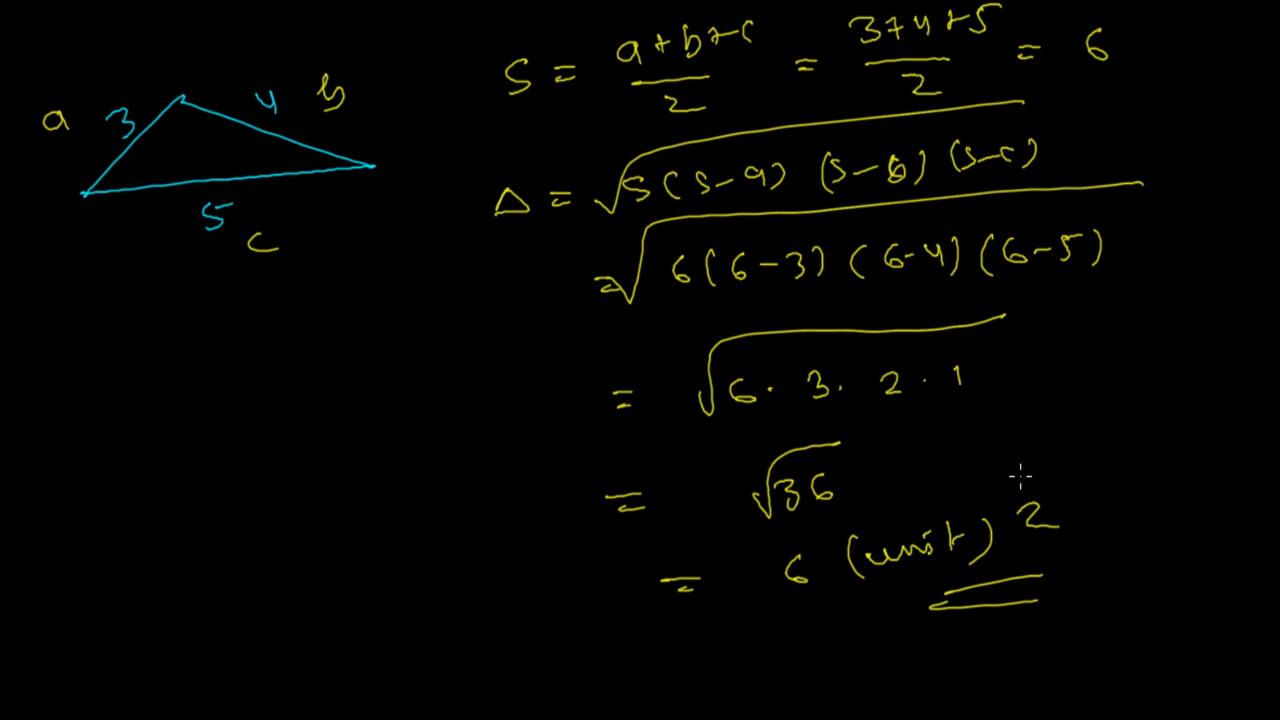 S = a+b+c/2 = 3+4+5/2 = 6
a 3 4 b
Δ = √s(s-a) (s-b) (s-c)
5
c
=√6(6-3) (6-4) (6-5)
= √6. 3. 2. 1
= √36
= 6 (unit)2